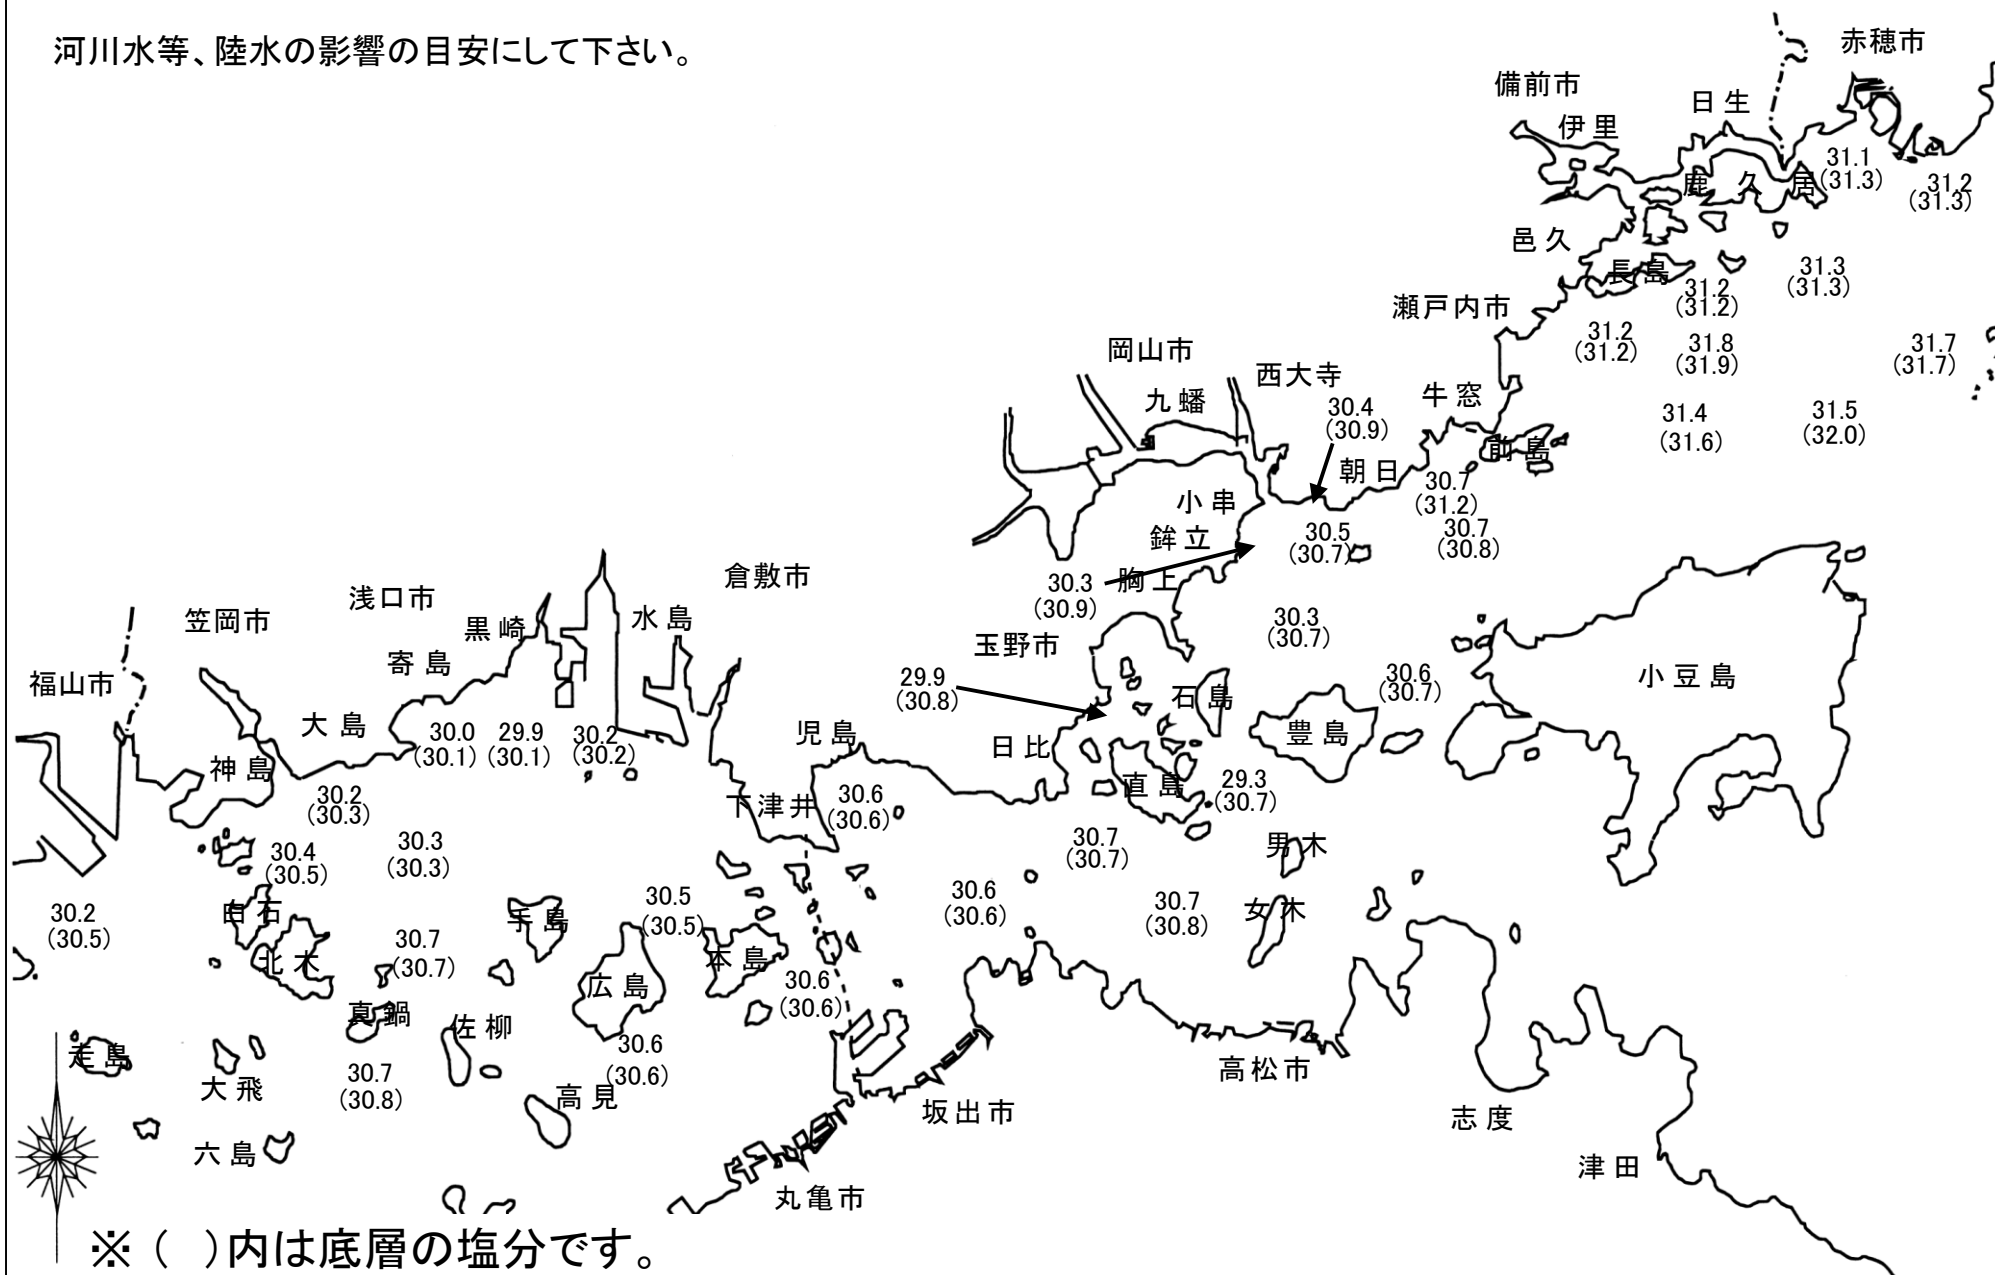 河川水等、陸水の影響の目安にして下さい。
赤穂市
備前市
日生
伊里
31.1
(31.3)
鹿久居
31.2
(31.3)
邑久
長島
31.3
(31.3)
31.2
(31.2)
瀬戸内市
31.2
(31.2)
31.8
(31.9)
31.7
(31.7)
岡山市
西大寺
九蟠
牛窓
30.4
(30.9)
31.4
(31.6)
31.5
(32.0)
前島
朝日
30.7
(31.2)
小串
鉾立
30.5
(30.7)
30.7
(30.8)
胸上
30.3
(30.9)
倉敷市
浅口市
笠岡市
水島
黒崎
30.3
(30.7)
玉野市
寄島
福山市
29.9
(30.8)
石島
30.6
(30.7)
小豆島
大島
30.0
(30.1)
29.9
(30.1)
30.2
(30.2)
児島
日比
豊島
神島
直島
29.3
(30.7)
30.2
(30.3)
下津井
30.6
(30.6)
30.4
(30.5)
30.3
(30.3)
30.7
(30.7)
男木
30.2
(30.5)
白石
手島
30.5
(30.5)
30.6
(30.6)
30.7
(30.8)
女木
北木
30.7
(30.7)
本島
広島
30.6
(30.6)
真鍋
佐柳
走島
30.6
(30.6)
高松市
大飛
30.7
(30.8)
高見
坂出市
志度
六島
津田
丸亀市
※（　）内は底層の塩分です。